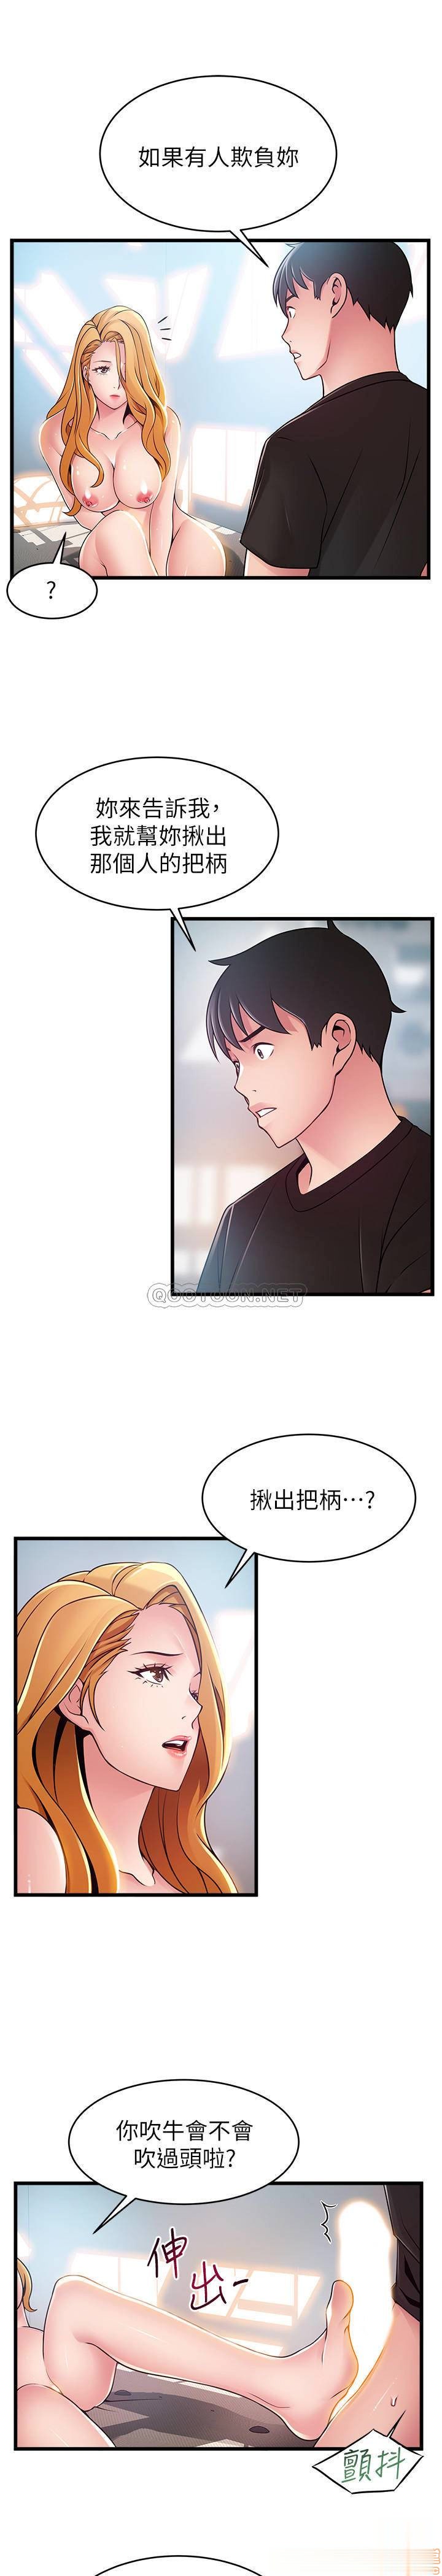 如果有人欺負妳
?
妳來告訴我，
我就幫妳揪出
那個人的把柄
QOOTOON.NET
揪出把柄…?
你吹牛會不會
吹過頭啦?
伸
出-
顫抖